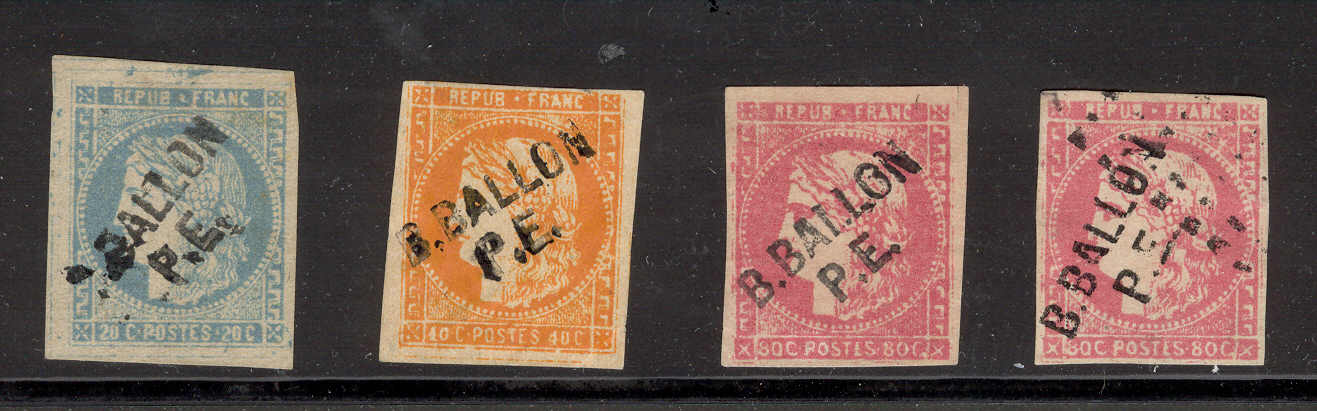 REPUB · FRANC
BALLON
P.E.
20 C·POSTES·20 C
REPUB · FRANC
B.BALLON
P.E.
40 C·POSTES 40 C
REPUB · FRANC
B.BALLON
P.E.
80 C·POSTES·80 C
REPUB · FRANC
B.BALLON
P.E.
80 C·POSTES·80 C